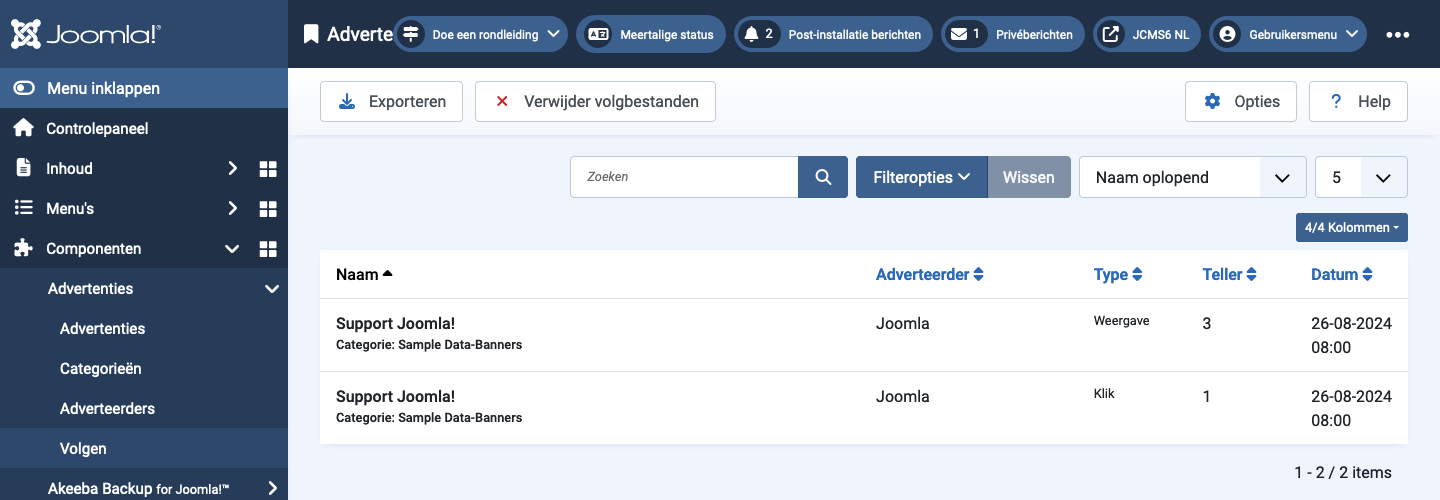 Joomla!®
Adverte
Doe een rondleiding
Meertalige status
2 Post-installatie berichten
1 Privéberichten
JCMS6 NL
Gebruikersmenu
Menu inklappen
Controlepaneel
Inhoud
Menu's
Componenten
Advertenties
Advertenties
Categorieën
Adverteerders
Volgen
Akeeba Backup for Joomla!™
Exporteren
Verwijder volgbestanden
Opties
? Help
Zoeken
Filteropties
Wissen
Naam oplopend
5
4/4 Kolommen
Naam Adverteerder Type Teller Datum
Support Joomla! Joomla Weergave 3 26-08-2024
Categorie: Sample Data-Banners 08:00
Support Joomla! Joomla Klik 1 26-08-2024
Categorie: Sample Data-Banners 08:00
1 - 2 / 2 items